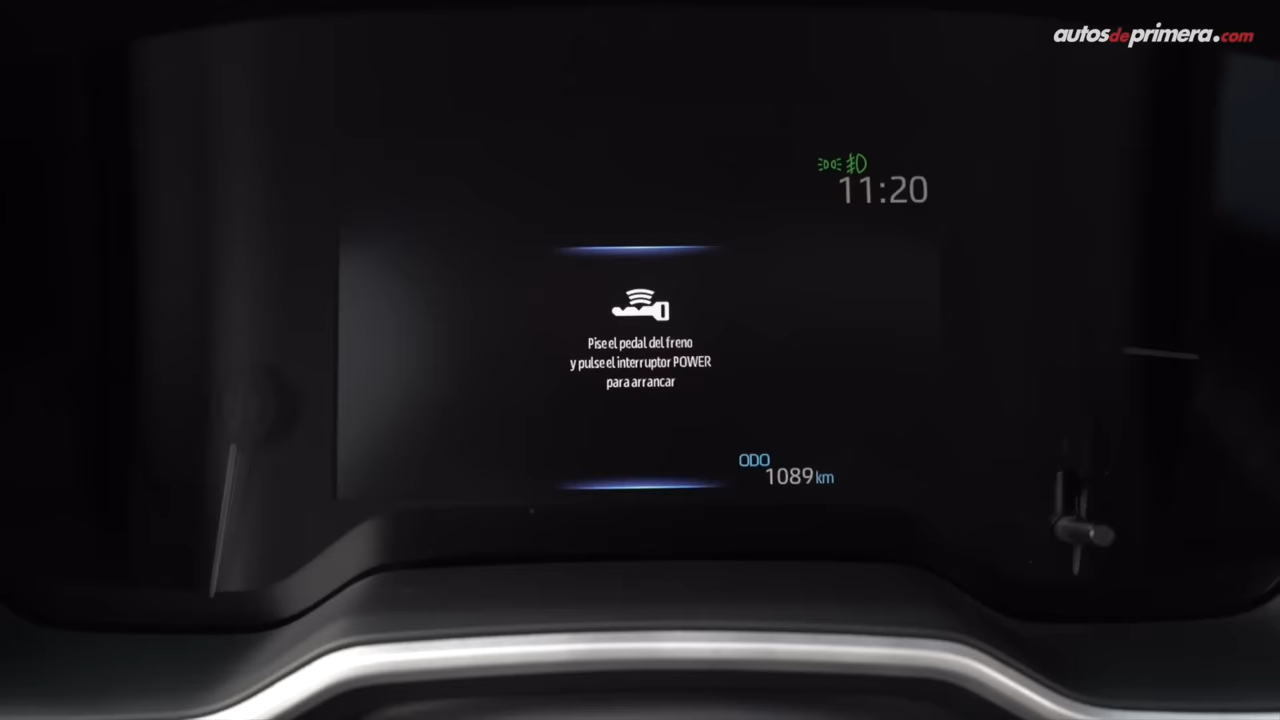 autosdeprimera.com
11:20
Pise el pedal del freno
y pulse el interruptor POWER
para arrancar
ODO
1089 km